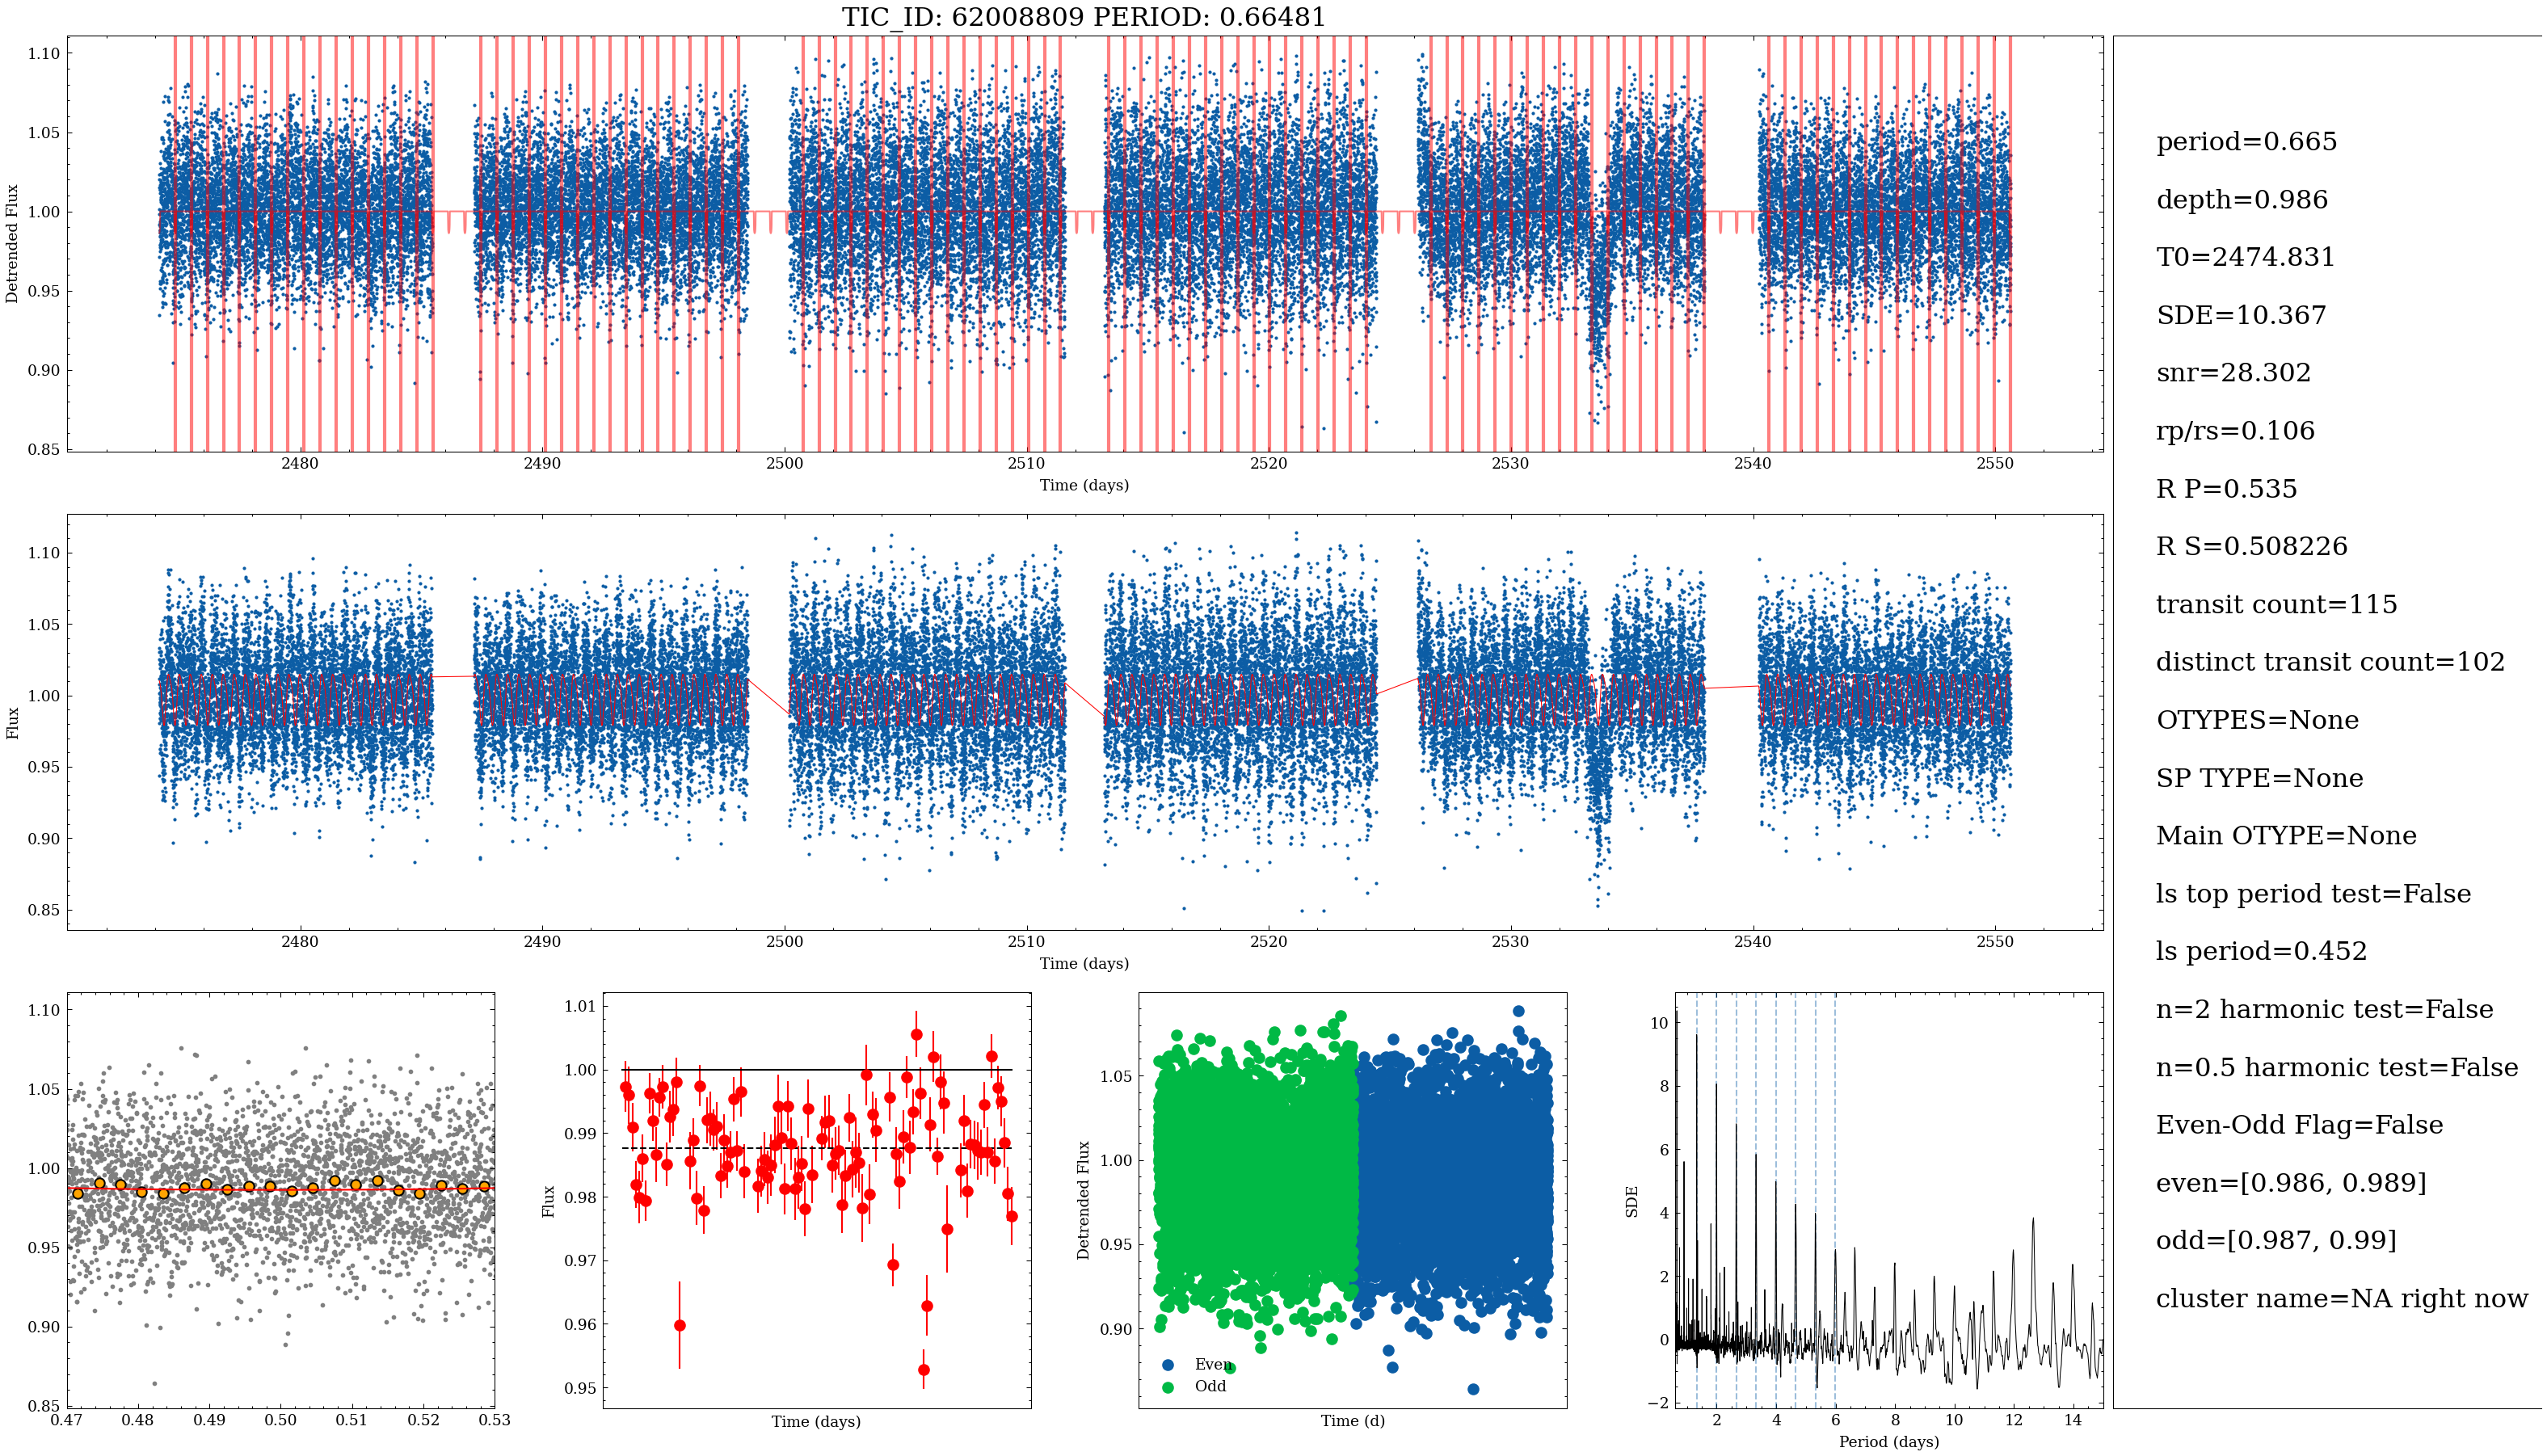 TIC_ID: 62008809 PERIOD: 0.66481
1.10
1.05
1.00
0.95
0.90
0.85
Detrended Flux
2480 2490 2500 2510 2520 2530 2540 2550
Time (days)
1.10
1.05
1.00
0.95
0.90
0.85
Flux
2480 2490 2500 2510 2520 2530 2540 2550
Time (days)
1.10
1.05
1.00
0.95
0.90
0.85
0.47 0.48 0.49 0.50 0.51 0.52 0.53
1.01
1.00
0.99
0.98
0.97
0.96
0.95
Flux
Time (days)
1.05
1.00
0.95
0.90
Detrended Flux
Even
Odd
Time (d)
10
8
6
4
2
0
−2
SDE
2 4 6 8 10 12 14
Period (days)
period=0.665
depth=0.986
T0=2474.831
SDE=10.367
snr=28.302
rp/rs=0.106
R P=0.535
R S=0.508226
transit count=115
distinct transit count=102
OTYPES=None
SP TYPE=None
Main OTYPE=None
ls top period test=False
ls period=0.452
n=2 harmonic test=False
n=0.5 harmonic test=False
Even-Odd Flag=False
even=[0.986, 0.989]
odd=[0.987, 0.99]
cluster name=NA right now